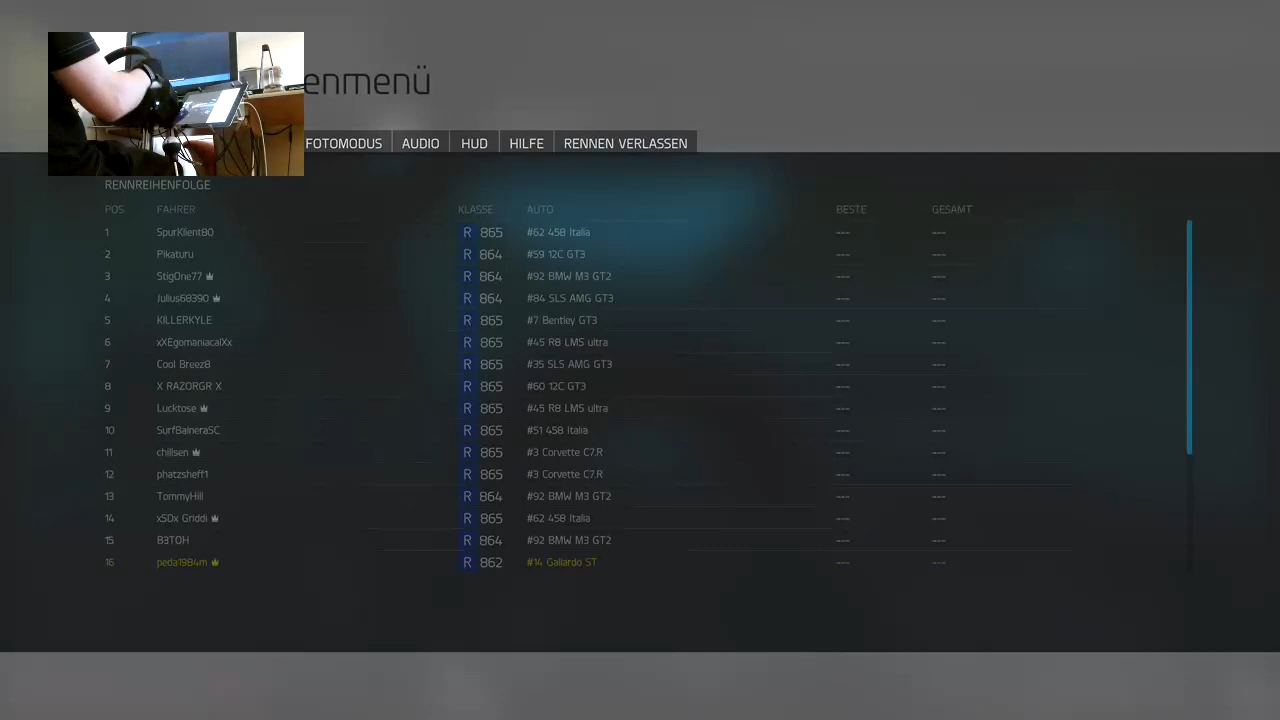 enmenü
FOTOMODUS AUDIO HUD HILFE RENNEN VERLASSEN
RENNREIHENFOLGE
POS FAHRER KLASSE AUTO BESTE GESAMT
1 SpurKlient80 R 865 #62 458 Italia --- ---
2 Pikaturu R 864 #59 12C GT3 --- ---
3 StigOne77 R 864 #92 BMW M3 GT2 --- ---
4 Julius68390 R 864 #84 SLS AMG GT3 --- ---
5 KILLERKYLE R 865 #7 Bentley GT3 --- ---
6 xXEgomaniacalXx R 865 #45 R8 LMS ultra --- ---
7 Cool Breez8 R 865 #35 SLS AMG GT3 --- ---
8 X RAZORGR X R 865 #60 12C GT3 --- ---
9 Lucktose R 865 #45 R8 LMS ultra --- ---
10 SurfBaineraSC R 865 #51 458 Italia --- ---
11 chillsen R 865 #3 Corvette C7.R --- ---
12 phatzsheff1 R 865 #3 Corvette C7.R --- ---
13 TommyHill R 864 #92 BMW M3 GT2 --- ---
14 xSDx Griddi R 865 #62 458 Italia --- ---
15 B3TOH R 864 #92 BMW M3 GT2 --- ---
16 peda1984m R 862 #14 Gallardo ST --- ---